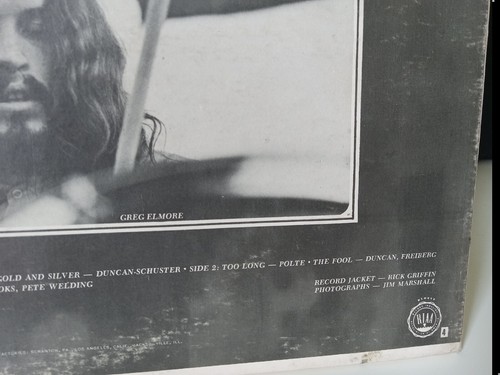 GREG ELMORE
GOLD AND SILVER — DUNCAN-SCHUSTER • SIDE 2: TOO LONG — POLTE • THE FOOL — DUNCAN, FREIBERG
OKS, PETE WELDING
RECORD JACKET — RICK GRIFFIN
PHOTOGRAPHS — JIM MARSHALL
RIAA